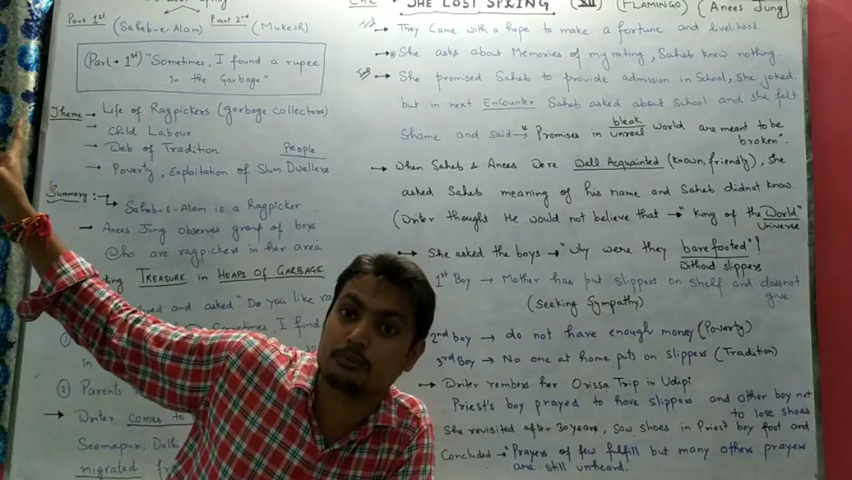 Lost Spring
Part 1st (Saheb-e-Alam) Part 2nd (Mukesh)
(Part-1st) "Sometimes, I found a rupee
in the Garbage"
Theme → Life of Ragpickers (garbage collectors)
→ Child Labour
→ Web of Tradition People
→ Poverty, Exploitation of Slum Dwellers
Summary:
Saheb-E-Alam is a Ragpicker
→ Anees Jung observes group of boys
who are ragpickers in her area
TREASURE in HEAPS OF GARBAGE
and asked "Do you like
Sometimes, I find
① in
② Parents
→ Writer comes to
Seemapuri, Delhi
migrated
THE LOST SPRING (XII) (FLAMINGO) (Anees Jung)
They Came with a hope to make a fortune and livelihood
She asks about Memories of migrating, Saheb knew nothing.
She promised Saheb to provide admission in School, She joked
but in next Encounter Saheb asked about school and she felt
Shame and said → "Promises in bleak world are meant to be
unreal broken".
→ When Saheb & Anees were Well Acquainted (known, friendly), she
asked Saheb meaning of his name and Saheb didnot know.
(Writer thought He would not believe that → "King of the World"
Universe
→ She asked the boys → "Why were they barefooted"?
without slippers
1st Boy → Mother has put slippers on shelf and doesnot
give
(Seeking Sympathy)
2nd boy → do not have enough money (Poverty)
3rd Boy → No one at home puts on slippers (Tradition)
→ Writer rembers her Orissa Trip in Udipi
Priest's boy prayed to have slippers and other boy not
to lose shoes
She revisited after 30 years, saw shoes in Priest boy foot and
Concluded → "Prayers of few fulfill but many others prayers
are still unheard."